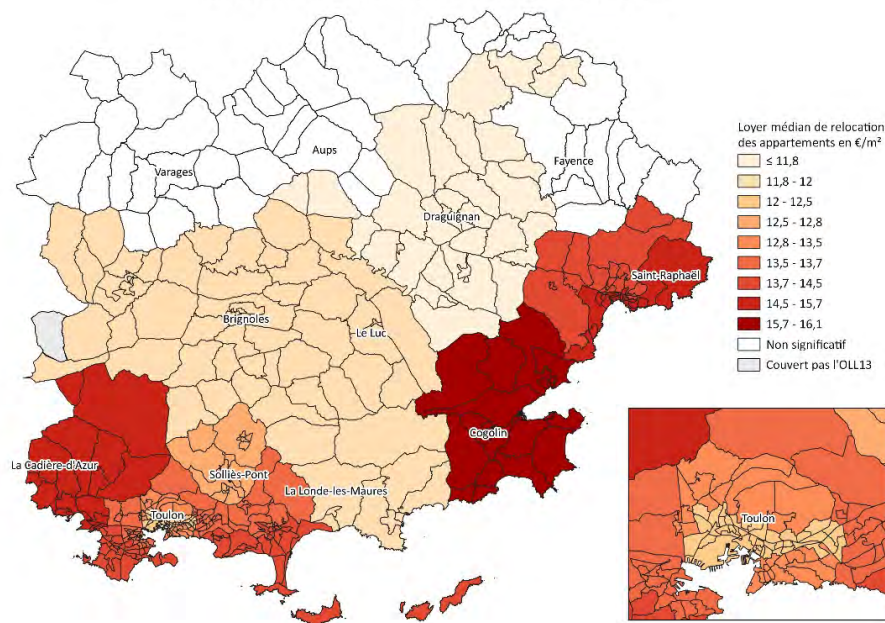 Aups
Varages
Fayence
Draguignan
Saint-Raphaël
Brignoles
Le Luc
Cogolin
La Cadière-d'Azur
Solliès-Pont
La Londe-les-Maures
Toulon
Loyer médian de relocation
des appartements en €/m²
≤ 11,8
11,8 - 12
12 - 12,5
12,5 - 12,8
12,8 - 13,5
13,5 - 13,7
13,7 - 14,5
14,5 - 15,7
15,7 - 16,1
Non significatif
Couvert pas l'OLL13
Toulon